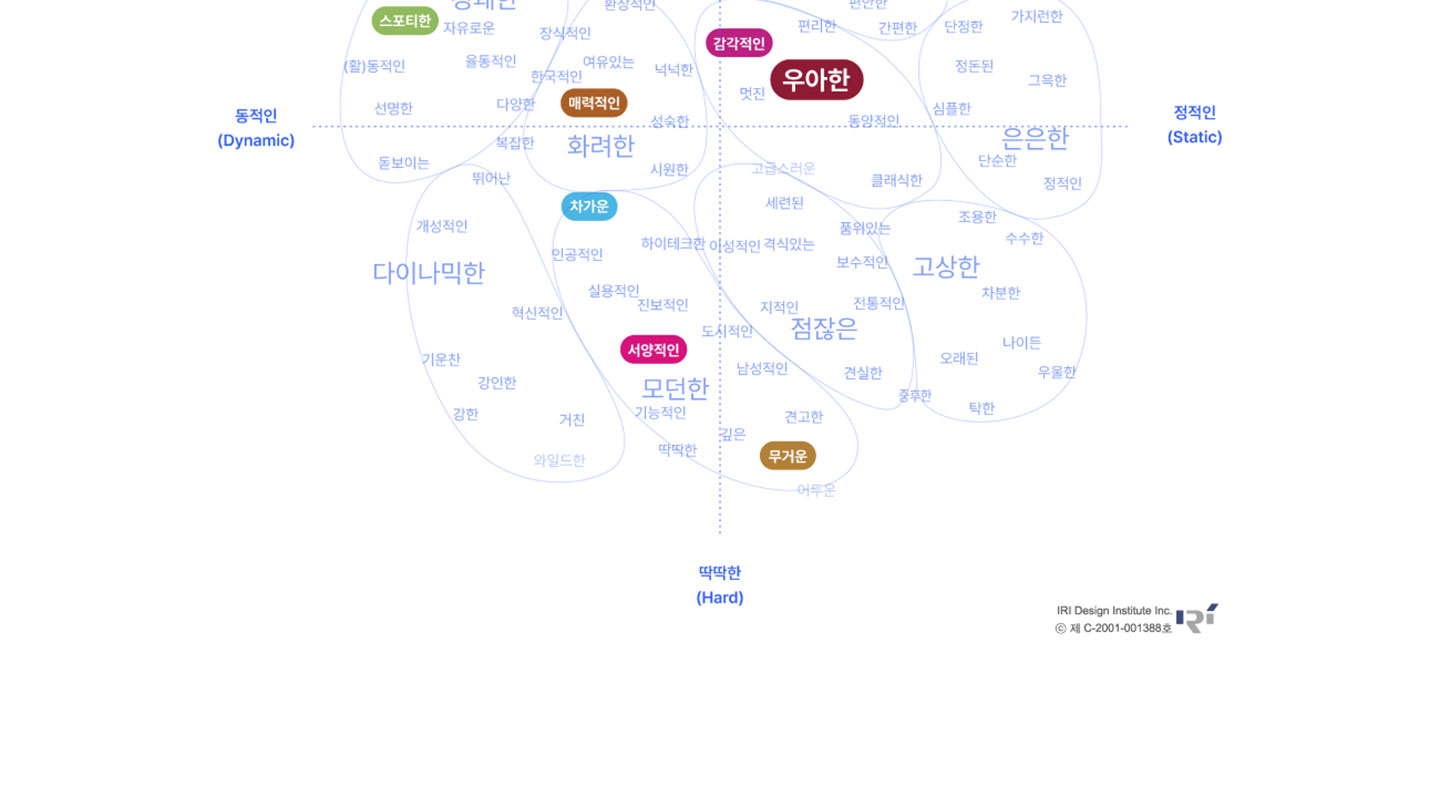 경쾌한
환상적인
편안한
스포티한
자유로운
장식적인
편리한
간편한
단정한
가지런한
감각적인
(활)동적인
율동적인
여유있는
한국적인
넉넉한
우아한
정돈된
그윽한
멋진
선명한
다양한
매력적인
성숙한
동양적인
심플한
동적인
(Dynamic)
정적인
(Static)
복잡한
화려한
은은한
돋보이는
뛰어난
시원한
고급스러운
클래식한
단순한
정적인
차가운
세련된
조용한
개성적인
품위있는
수수한
인공적인
하이테크한
이성적인
격식있는
보수적인
다이나믹한
고상한
실용적인
진보적인
지적인
전통적인
차분한
혁신적인
도시적인
점잖은
나이든
서양적인
기운찬
남성적인
견실한
오래된
우울한
강인한
모던한
중후한
탁한
강한
거친
기능적인
견고한
깊은
와일드한
딱딱한
무거운
어두운
딱딱한
(Hard)
IRI Design Institute Inc.
ⓒ 제 C-2001-001388호
IRI